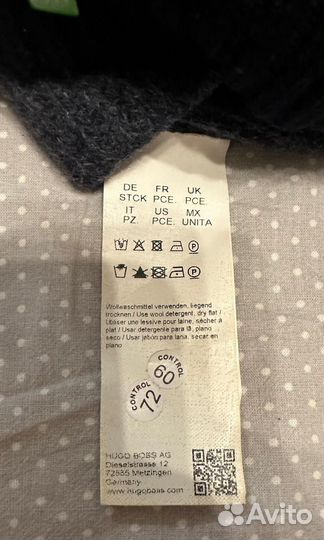 DE FR UK
STCK PCE. PCE.
IT US MX
PZ. PCE. UNITA
Wollwaschmittel verwenden, liegend
trocknen./ Use wool detergent, dry flat /
Utiliser une lessive pour laine, sécher à
plat / Usar detergente para lã, plano
seco / Usar jabón para lana, secar en
plano
CONTROL
60
CONTROL
72
HUGO BOSS AG
Dieselstrasse 12
72555 Metzingen
Germany
www.hugoboss.com
Avito